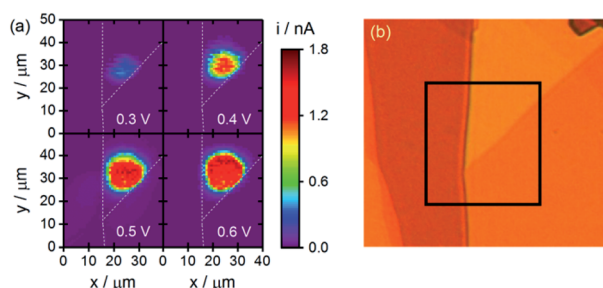 (a)
i / nA
(b)
50
40
30
20
10
0
0.3 V
0.4 V
y / μm
40
30
20
10
0
0.5 V
0.6 V
y / μm
0 10 20 30 0 10 20 30 40
x / μm
x / μm
1.8
1.2
0.6
0.0